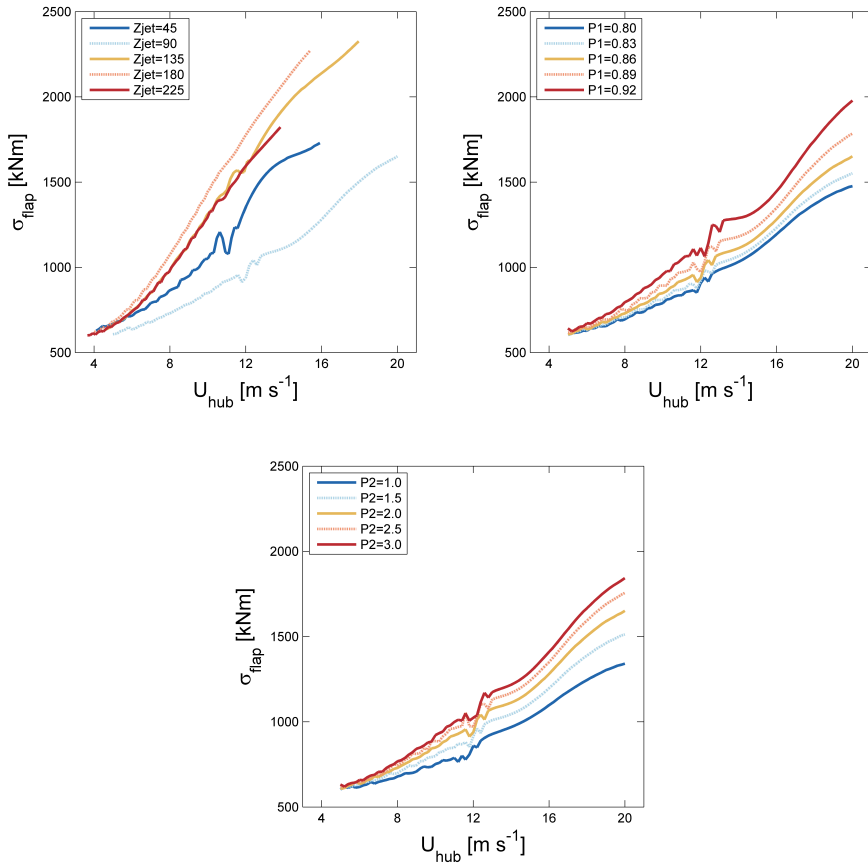 2500
2000
1500
1000
500
σflap [kNm]
Zjet=45
Zjet=90
Zjet=135
Zjet=180
Zjet=225
4 8 12 16 20
Uhub [m s-1]
2500
2000
1500
1000
500
σflap [kNm]
P1=0.80
P1=0.83
P1=0.86
P1=0.89
P1=0.92
4 8 12 16 20
Uhub [m s-1]
2500
2000
1500
1000
500
σflap [kNm]
P2=1.0
P2=1.5
P2=2.0
P2=2.5
P2=3.0
4 8 12 16 20
Uhub [m s-1]